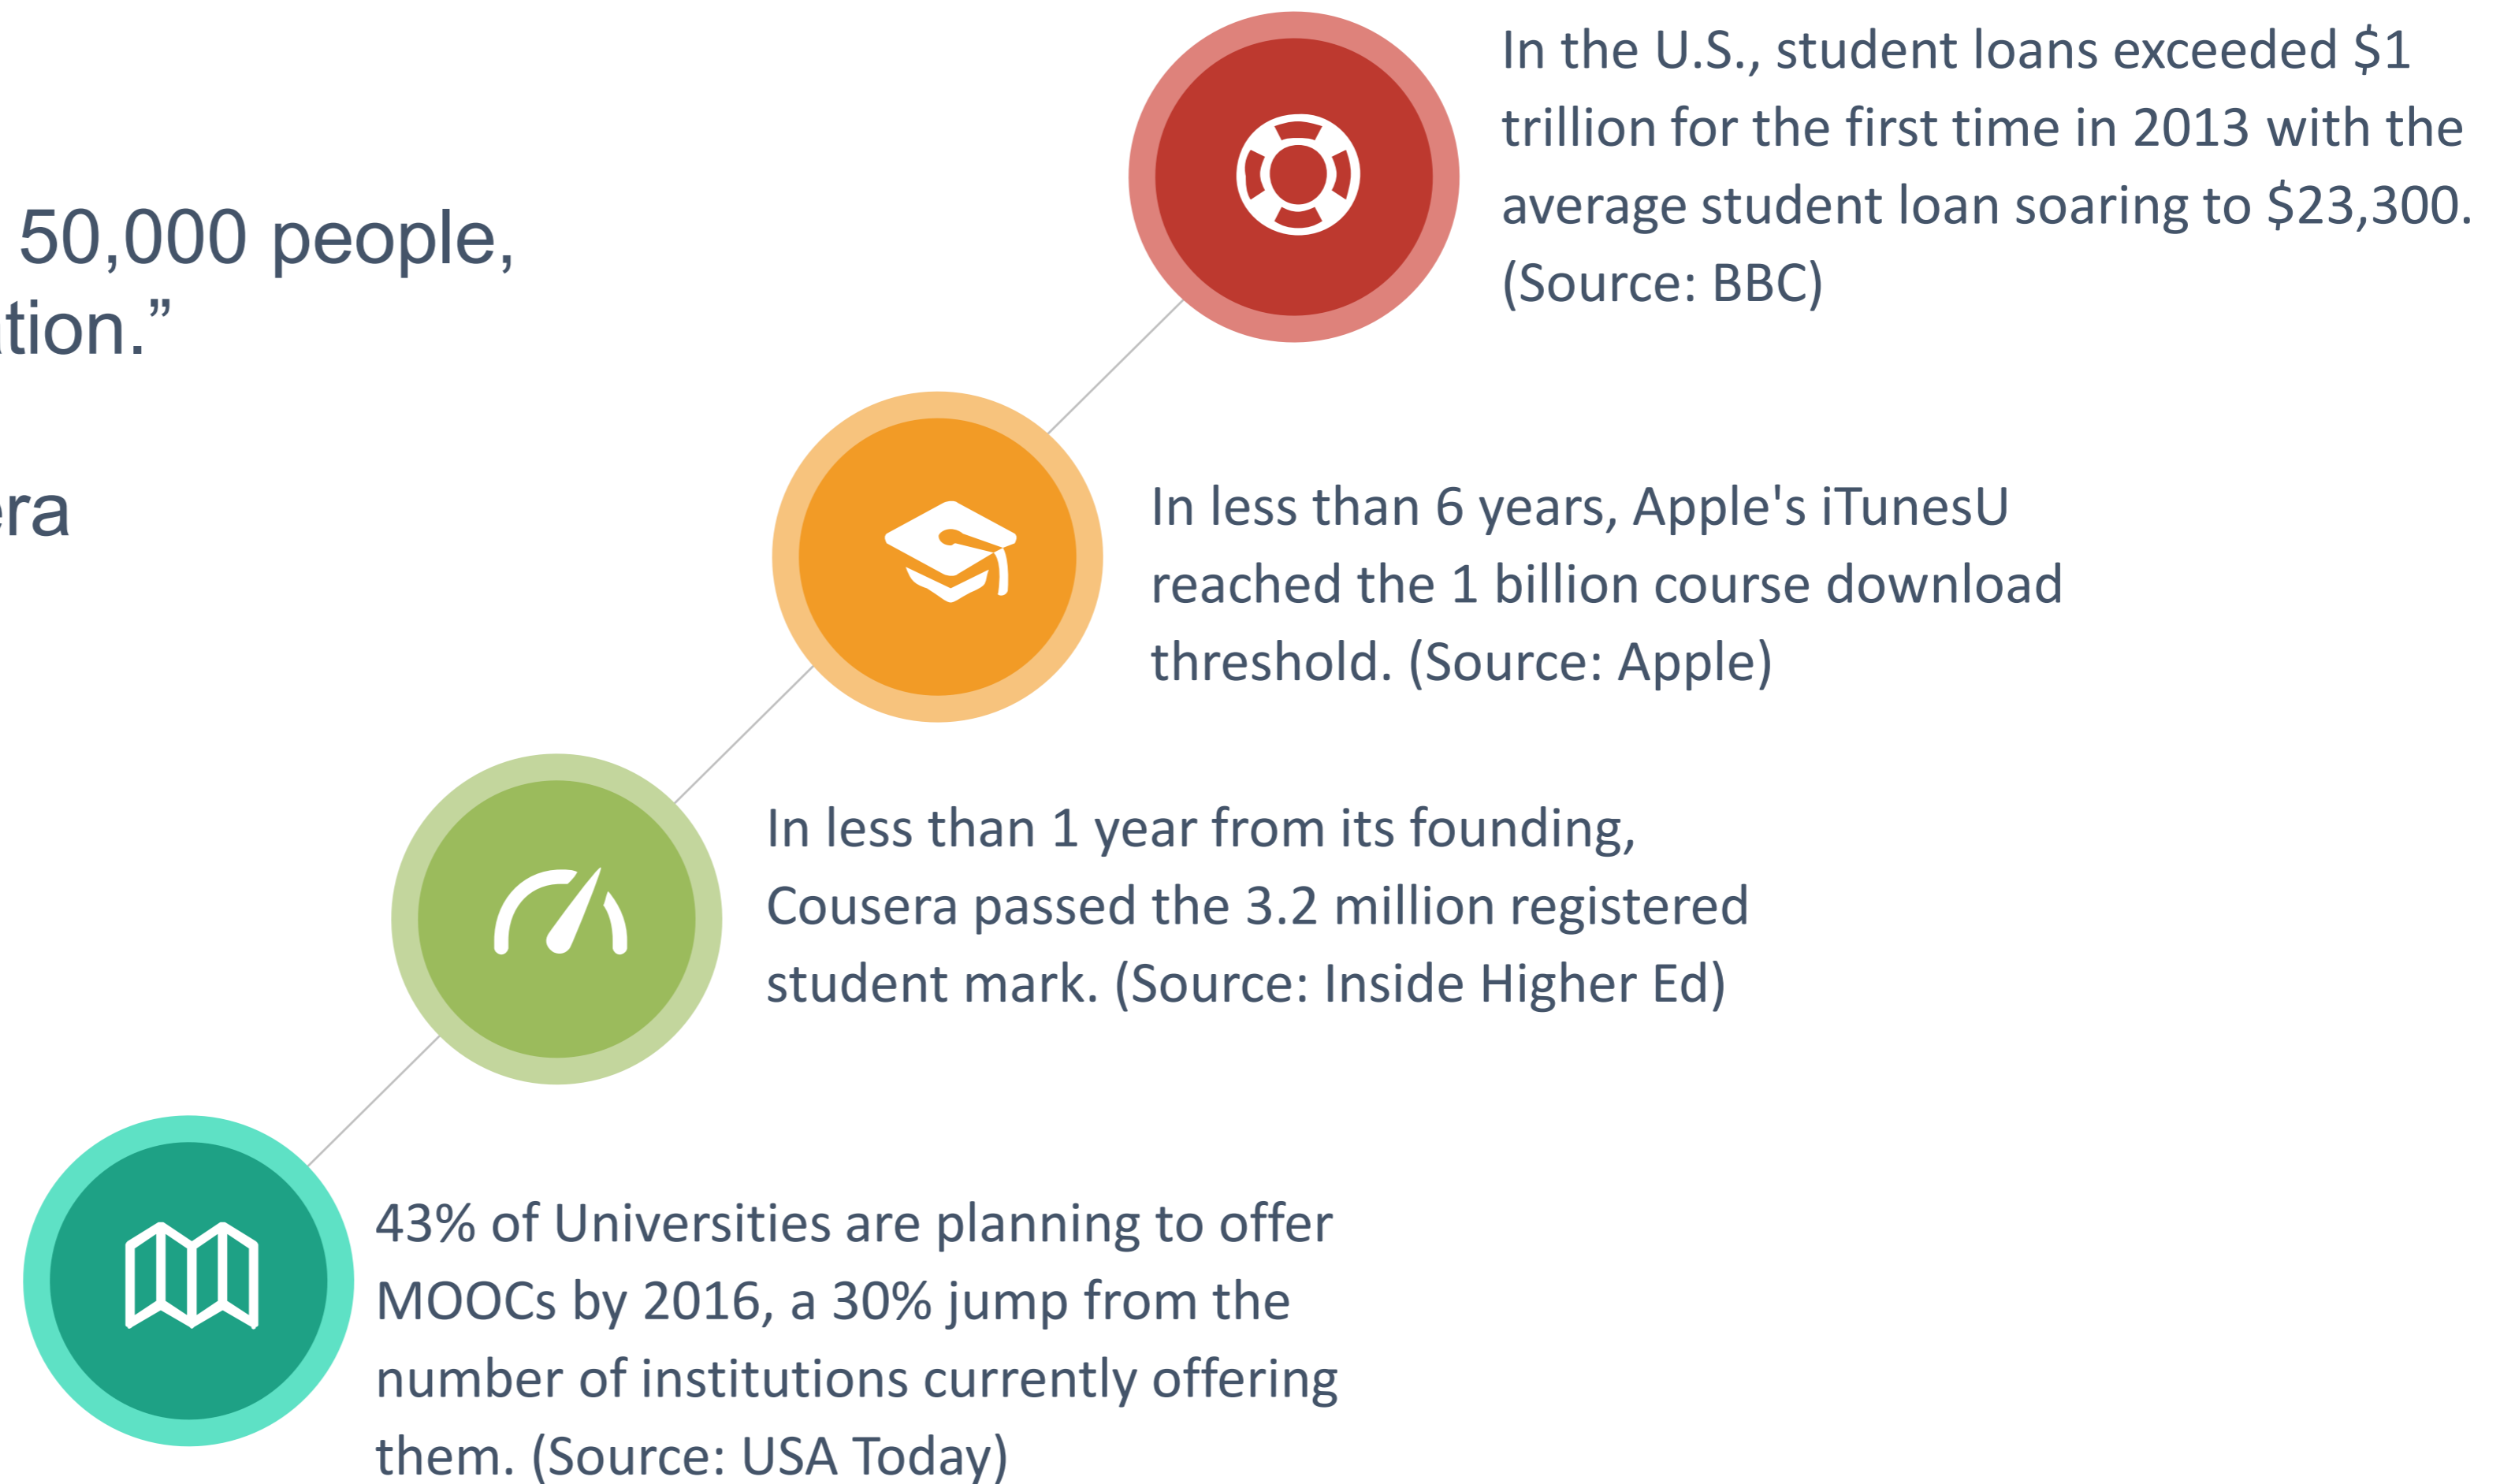 50,000 people,
ation.”
era
In the U.S., student loans exceeded $1
trillion for the first time in 2013 with the
average student loan soaring to $23,300.
(Source: BBC)
In less than 6 years, Apple's iTunesU
reached the 1 billion course download
threshold. (Source: Apple)
In less than 1 year from its founding,
Cousera passed the 3.2 million registered
student mark. (Source: Inside Higher Ed)
43% of Universities are planning to offer
MOOCs by 2016, a 30% jump from the
number of institutions currently offering
them. (Source: USA Today)